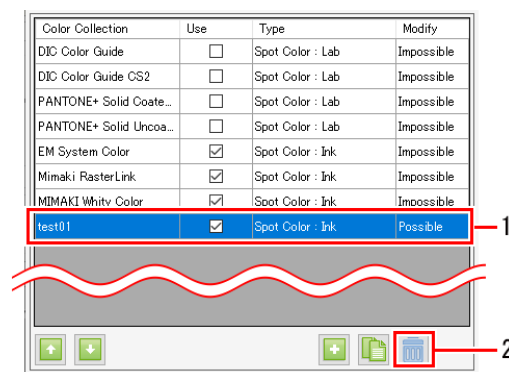 Color Collection Use Type Modify
DIC Color Guide Spot Color : Lab Impossible
DIC Color Guide CS2 Spot Color : Lab Impossible
PANTONE+ Solid Coate... Spot Color : Lab Impossible
PANTONE+ Solid Uncoa... Spot Color : Lab Impossible
EM System Color Spot Color : Ink Impossible
Mimaki RasterLink Spot Color : Ink Impossible
MIMAKI Whity Color Spot Color : Ink Impossible
test01 Spot Color : Ink Possible
1
2